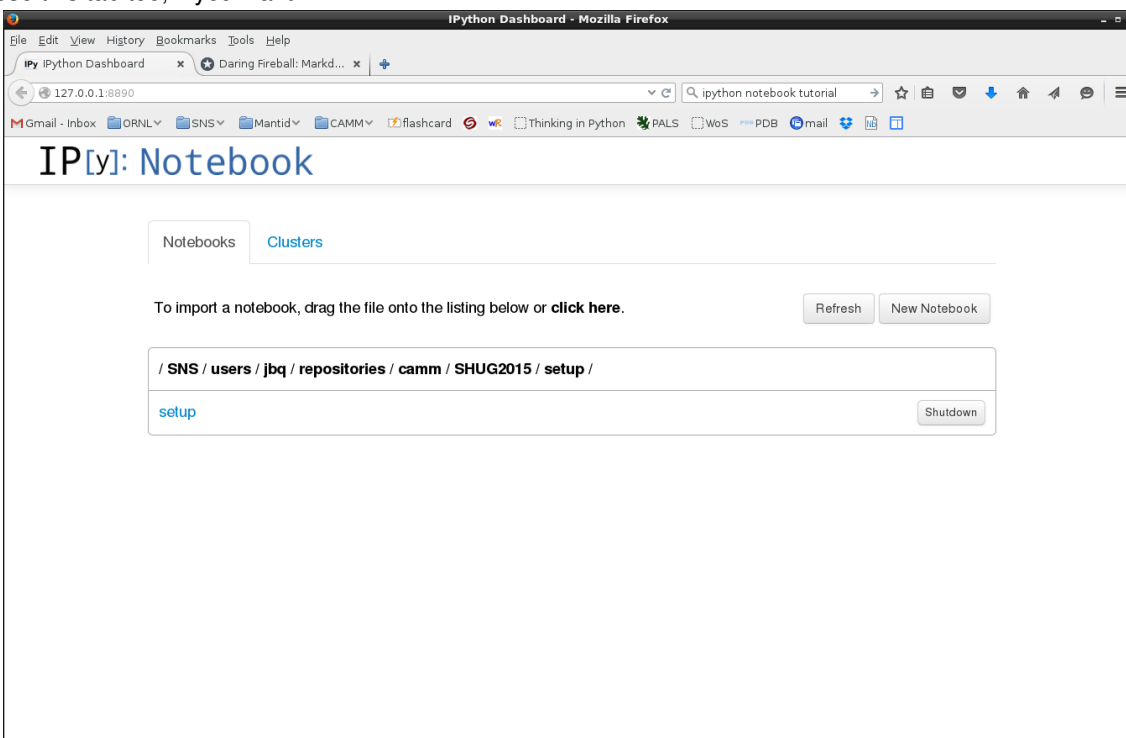 IPython Dashboard - Mozilla Firefox
File Edit View History Bookmarks Tools Help
IPy IPython Dashboard x Daring Fireball: Markd... x
127.0.0.1:8890 ipython notebook tutorial
Gmail - Inbox ORNL SNS Mantid CAMM flashcard wR Thinking in Python PALS WoS PDB mail Nb
IP[y]: Notebook
Notebooks Clusters
To import a notebook, drag the file onto the listing below or click here. Refresh New Notebook
/ SNS / users / jbq / repositories / camm / SHUG2015 / setup /
setup Shutdown